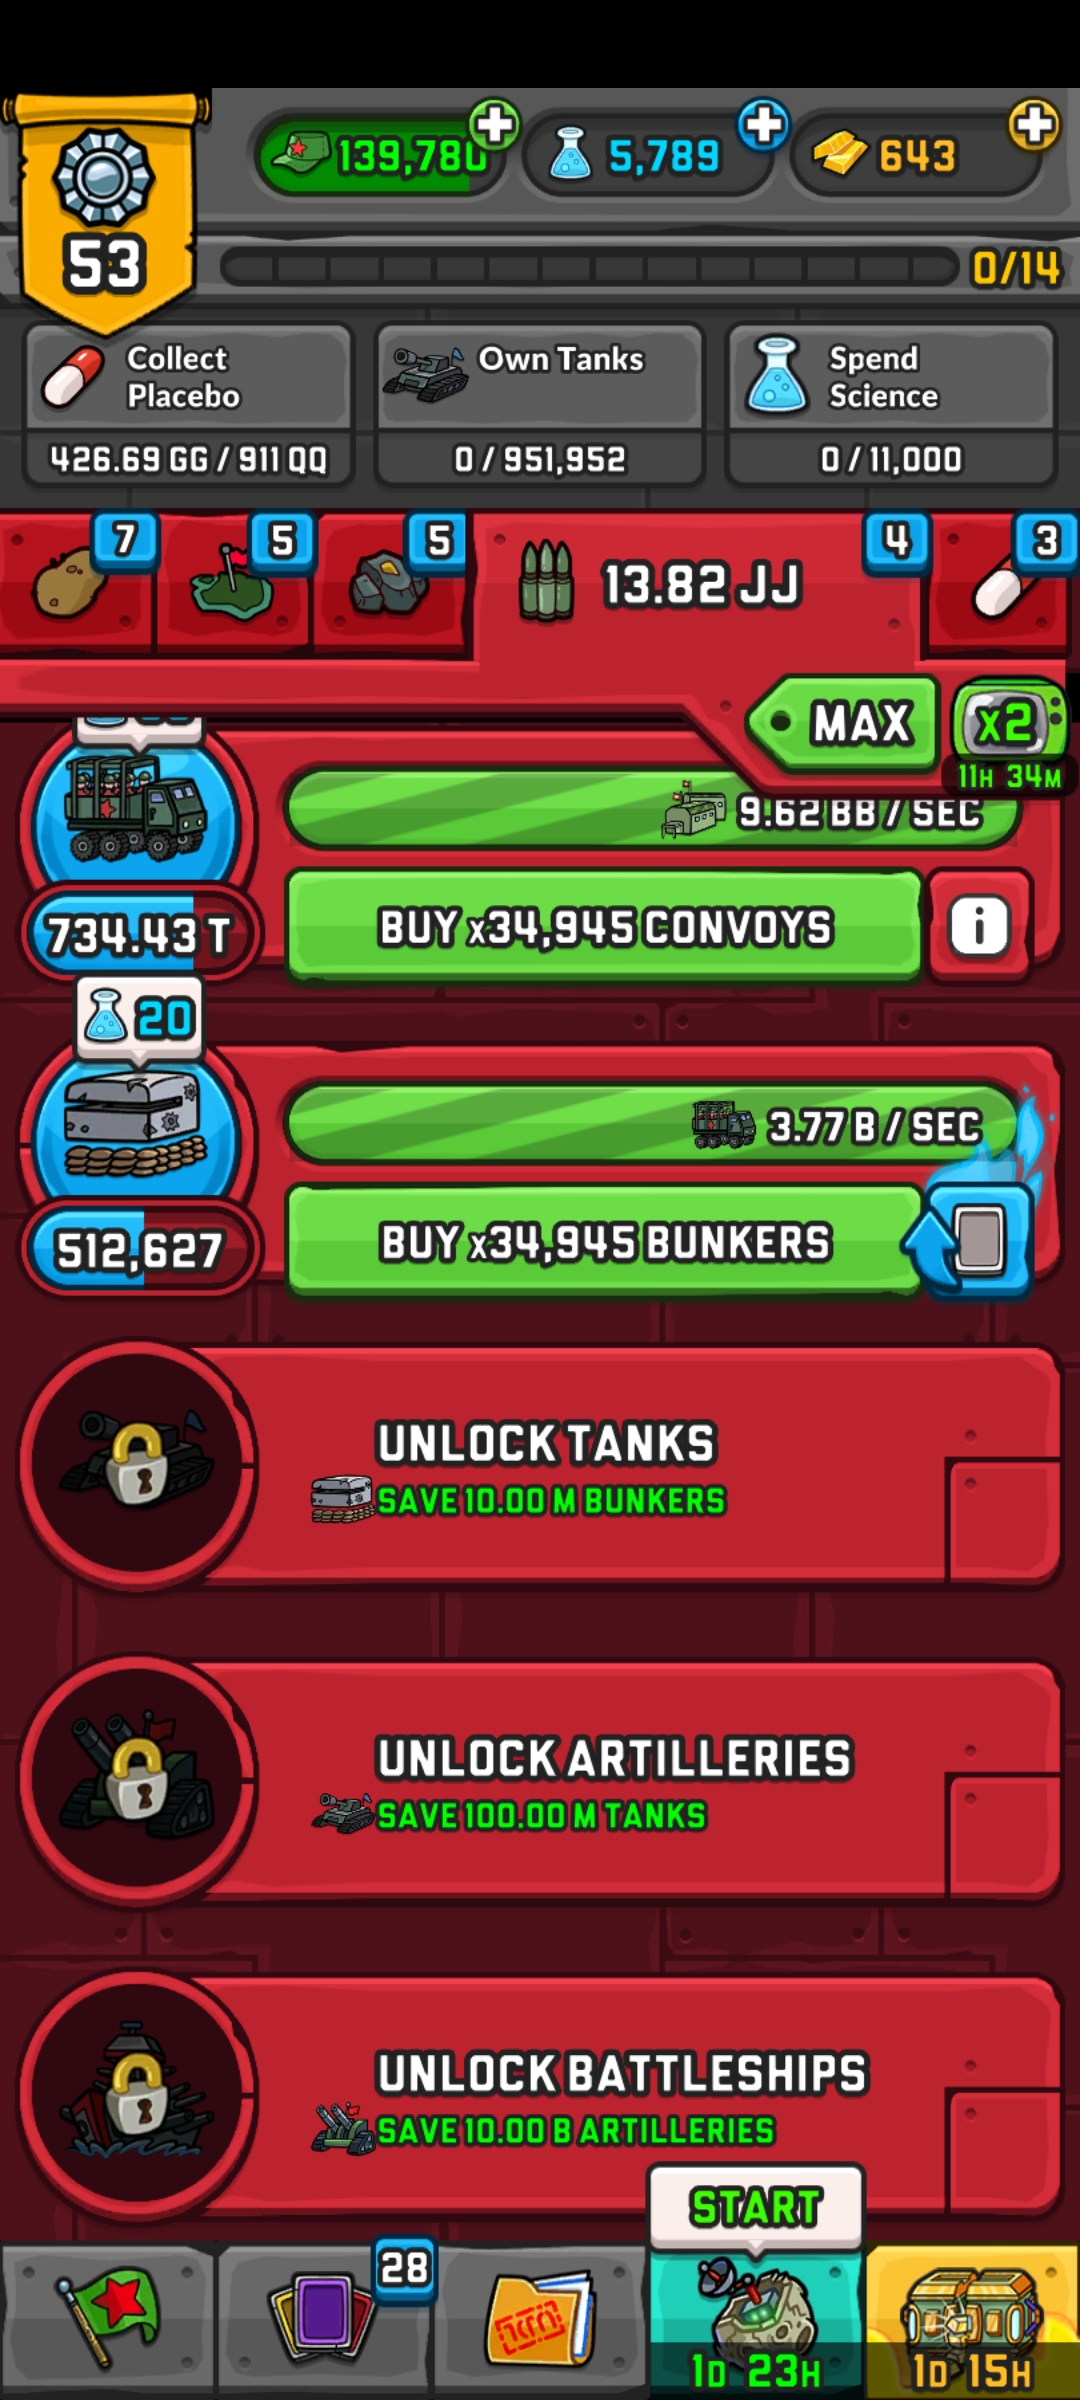 139,780
5,789
643
53
0/14
Collect
Placebo
Own Tanks
Spend
Science
426.69 GG / 911 QQ
0 / 951,952
0 / 11,000
7
5
5
13.82 JJ
4
3
MAX
x2
11H 34M
9.62 BB / SEC
734.43 T
BUY x34,945 CONVOYS
i
20
3.77 B / SEC
512,627
BUY x34,945 BUNKERS
UNLOCK TANKS
SAVE 10.00 M BUNKERS
UNLOCK ARTILLERIES
SAVE 100.00 M TANKS
UNLOCK BATTLESHIPS
SAVE 10.00 B ARTILLERIES
START
28
1D 23H
1D 15H